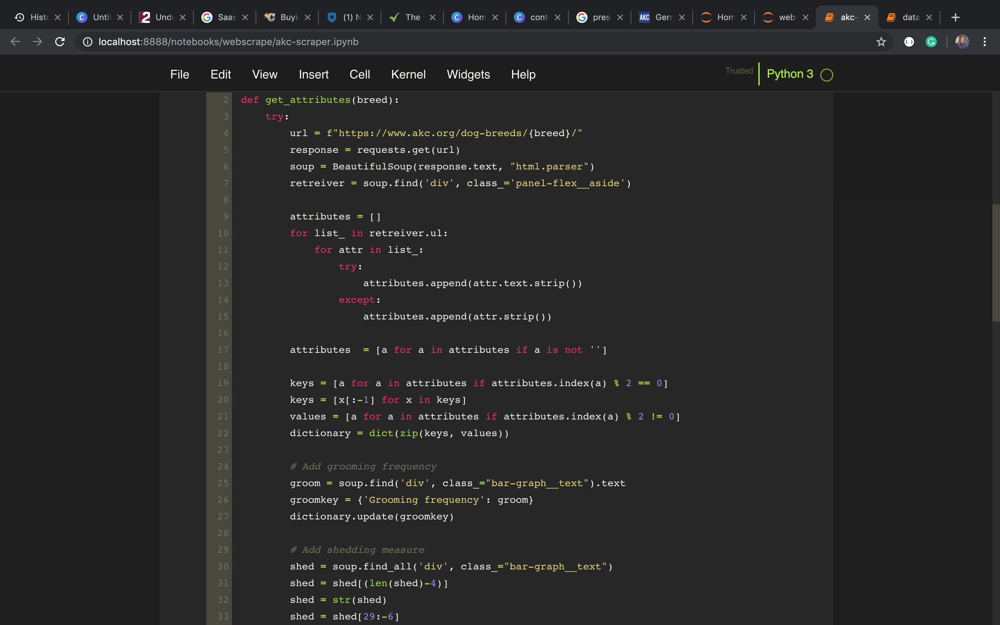 Histo Untit Unde Saas Buyi (1) N The Hom cont pres AKC Germ Hom web akc- data
localhost:8888/notebooks/webscrape/akc-scraper.ipynb
File Edit View Insert Cell Kernel Widgets Help Trusted Python 3
2 def get_attributes(breed):
3 try:
4 url = f"https://www.akc.org/dog-breeds/{breed}/"
5 response = requests.get(url)
6 soup = BeautifulSoup(response.text, "html.parser")
7 retreiver = soup.find('div', class_='panel-flex__aside')
8
9 attributes = []
10 for list_ in retreiver.ul:
11 for attr in list_:
12 try:
13 attributes.append(attr.text.strip())
14 except:
15 attributes.append(attr.strip())
16
17 attributes = [a for a in attributes if a is not '']
18
19 keys = [a for a in attributes if attributes.index(a) % 2 == 0]
20 keys = [x[:-1] for x in keys]
21 values = [a for a in attributes if attributes.index(a) % 2 != 0]
22 dictionary = dict(zip(keys, values))
23
24 # Add grooming frequency
25 groom = soup.find('div', class_="bar-graph__text").text
26 groomkey = {'Grooming frequency': groom}
27 dictionary.update(groomkey)
28
29 # Add shedding measure
30 shed = soup.find_all('div', class_="bar-graph__text")
31 shed = shed[(len(shed)-4)]
32 shed = str(shed)
33 shed = shed[29:-6]